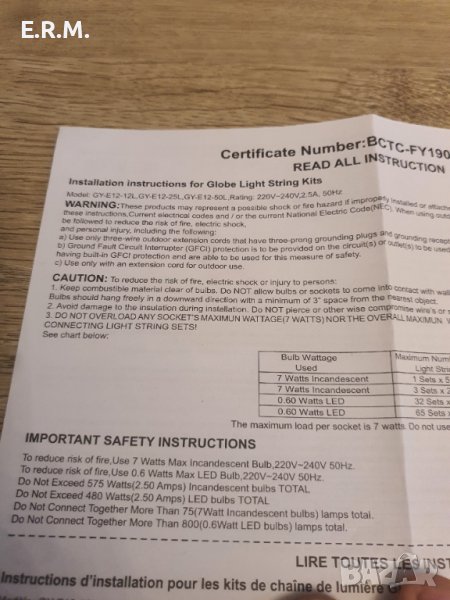 E.R.M.
Certificate Number:BCTC-FY190
READ ALL INSTRUCTION
Installation instructions for Globe Light String Kits
Model: GY-E12-12L,GY-E12-25L,GY-E12-50L,Rating: 220V~240V,2.5A, 50Hz
WARNING:These products may represent a possible shock or fire hazard if improperly installed or attache
these instructions,Current electrical codes and / or the current National Electric Code(NEC). When using outdo
be followed to reduce the risk of fire, electric shock,
and personal injury, including the following:
a) Use only three-wire outdoor extension cords that have three-prong grounding plugs and grounding recept
b) Ground Fault Circuit Interrupter (GFCI) protection is to be provided on the circuit(s) or outlet(s) to be used
having built-in GFCI protection and are able to be used for this measure of safety.
c) Use only with an extension cord for outdoor use.
CAUTION: To reduce the risk of fire, electric shock or injury to persons:
1. Keep combustible material clear of bulbs. Do NOT allow bulbs or sockets to come into contact with wall
Bulbs should hang freely in a downward direction with a minimum of 3" space from the nearest object.
2. Avoid damage to the insulation during installation. Do NOT pierce or other wise compromise wire's or s
3. DO NOT OVERLOAD ANY SOCKET'S MAXIMUN WATTAGE(7 WATTS) NOR THE OVERALL MAXIMUN W
CONNECTING LIGHT STRING SETS!
See chart below:
Bulb Wattage Maximum Num
Used Light Strin
7 Watts Incandescent 1 Sets x 5
7 Watts Incandescent 3 Sets x 2
0.60 Watts LED 32 Sets x
0.60 Watts LED 65 Sets x
The maximum load per socket is 7 watts Do not use
IMPORTANT SAFETY INSTRUCTIONS
To reduce risk of fire,Use 7 Watts Max Incandescent Bulb,220V~240V 50Hz.
To reduce risk of fire,Use 0.6 Watts Max LED Bulb,220V~240V 50Hz.
Do Not Exceed 575 Watts(2.50 Amps) Incandescent bulbs TOTAL
Do Not Exceed 480 Watts(2.50 Amps) LED bulbs TOTAL
Do Not Connect Together More Than 75(7Watt Incandescent bulbs) lamps total.
Do Not Connect Together More Than 800(0.6Watt LED bulbs) lamps total.
LIRE TOUTES LES INST
Instructions d'installation pour les kits de chaîne de lumière G
bazar